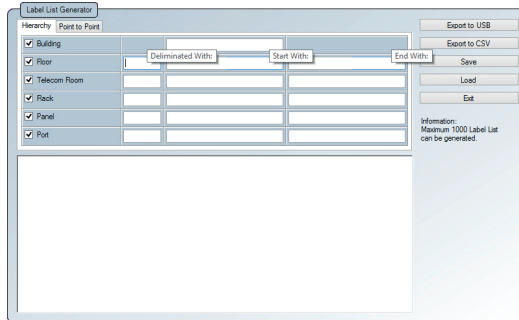 Label List Generator
Hierarchy Point to Point
Building
Deliminated With: Start With: End With:
Floor
Telecom Room
Rack
Panel
Port
Export to USB
Export to CSV
Save
Load
Exit
Information:
Maximum 1000 Label List
can be generated.